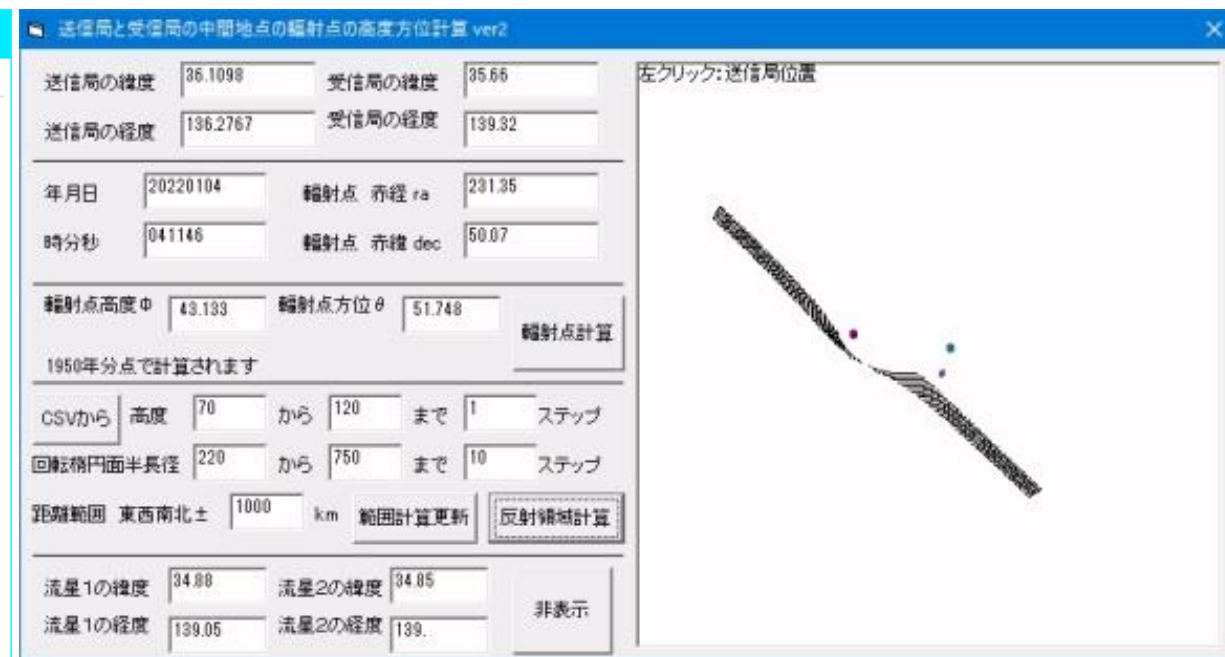 送信局と受信局の中間地点の輻射点の高度方位計算 ver2
左クリック:送信局位置
送信局の緯度 36.1098 受信局の緯度 35.66
送信局の経度 136.2767 受信局の経度 139.32
年月日 20220104 輻射点 赤経 ra 231.35
時分秒 041146 輻射点 赤緯 dec 50.07
輻射点高度Φ 43.133 輻射点方位θ 51.748 輻射点計算
1950年分点で計算されます
CSVから 高度 70 から 120 まで 1 ステップ
回転楕円面半長径 220 から 750 まで 10 ステップ
距離範囲 東西南北± 1000 km 範囲計算更新 反射領域計算
流星1の緯度 34.88 流星2の緯度 34.85 非表示
流星1の経度 139.05 流星2の経度 139.